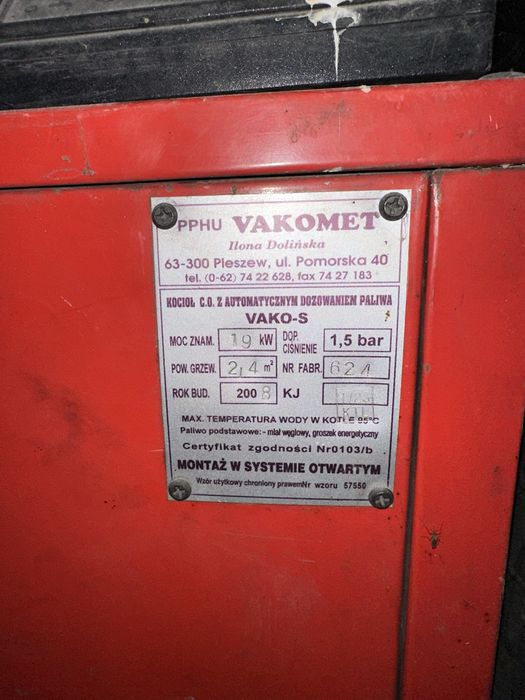 PPHU VAKOMET
Ilona Dolińska
63-300 Pleszew, ul. Pomorska 40
tel. (0-62) 74 22 628, fax 74 27 183
KOCIOŁ C.O. Z AUTOMATYCZNYM DOZOWANIEM PALIWA
VAKO-S
MOC ZNAM. 19 kW DOP. CIŚNIENIE 1,5 bar
POW. GRZEW. 2,4 m² NR FABR. 624
ROK BUD. 2008 KJ
MAX. TEMPERATURA WODY W KOTLE 95°C
Paliwo podstawowe: - miał węglowy, groszek energetyczny
Certyfikat zgodności Nr0103/b
MONTAŻ W SYSTEMIE OTWARTYM
Wzór użytkowy chroniony prawemNr wzoru 57550